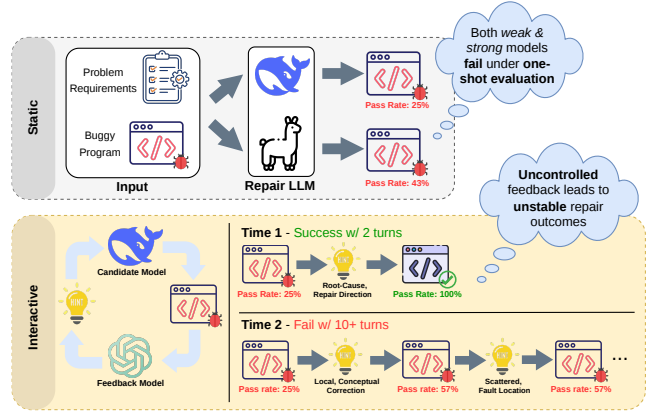 Both weak &
strong models
fail under one-
shot evaluation
Static
Problem
Requirements
Buggy
Program
Input
Repair LLM
Pass Rate: 25%
Pass Rate: 43%
Uncontrolled
feedback leads to
unstable repair
outcomes
Interactive
Candidate Model
HINT
Feedback Model
Time 1 - Success w/ 2 turns
Pass Rate: 25%
HINT
Root-Cause,
Repair Direction
Pass Rate: 100%
Time 2 - Fail w/ 10+ turns
Pass rate: 25%
HINT
Local, Conceptual
Correction
Pass rate: 57%
HINT
Scattered,
Fault Location
Pass rate: 57%
...